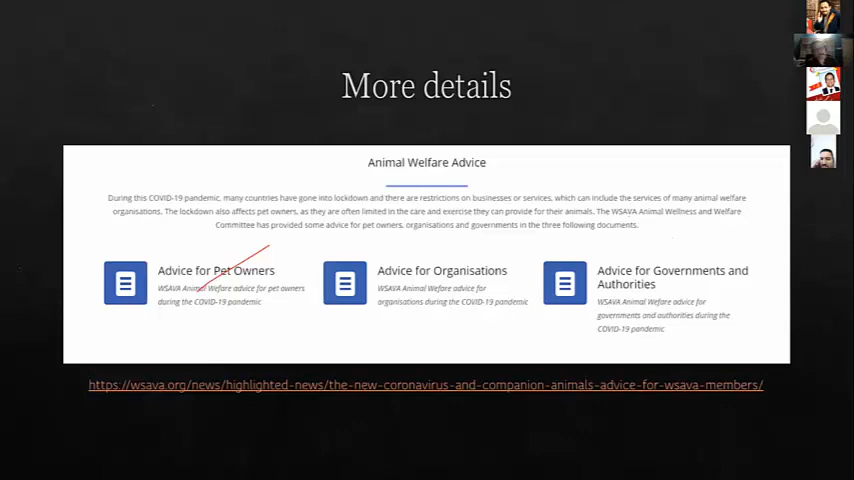 More details
Animal Welfare Advice
During this COVID-19 pandemic, many countries have gone into lockdown and there are restrictions on businesses or services, which can include the services of many animal welfare
organisations. The lockdown also affects pet owners, as they are often limited in the care and exercise they can provide for their animals. The WSAVA Animal Wellness and Welfare
Committee has provided some advice for pet owners, organisations and governments in the three following documents.
Advice for Pet Owners
WSAVA Animal Wefare advice for pet owners
during the COVID-19 pandemic
Advice for Organisations
WSAVA Animal Wefare advice for
organisations during the COVID-19 pandemic
Advice for Governments and
Authorities
WSAVA Animal Wefare advice for
governments and authorities during the
COVID-19 pandemic
https://wsava.org/news/highlighted-news/the-new-coronavirus-and-companion-animals-advice-for-wsava-members/